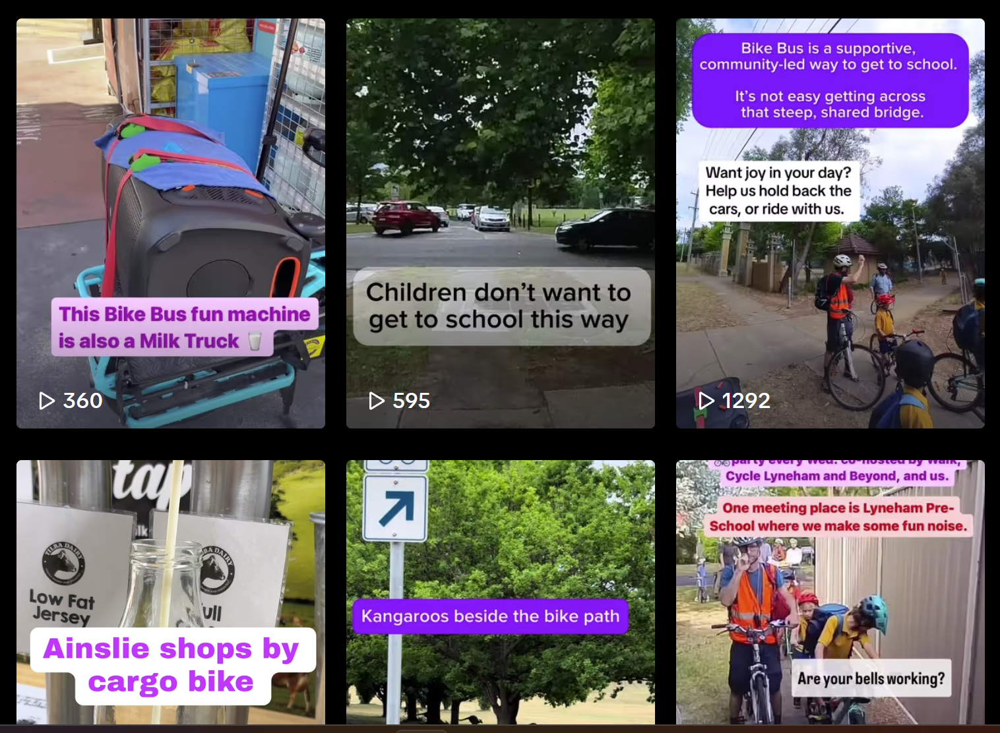 This Bike Bus fun machine
is also a Milk Truck 🥛
360
Children don't want to
get to school this way
595
Bike Bus is a supportive,
community-led way to get to school.
It's not easy getting across
that steep, shared bridge.
Want joy in your day?
Help us hold back the
cars, or ride with us.
1292
tap
TILBA DAIRY
Low Fat
Jersey
Ainslie shops by
cargo bike
Kangaroos beside the bike path
party every Wed. co-hosted by Walk,
Cycle Lyneham and Beyond, and us.
One meeting place is Lyneham Pre-
School where we make some fun noise.
Are your bells working?